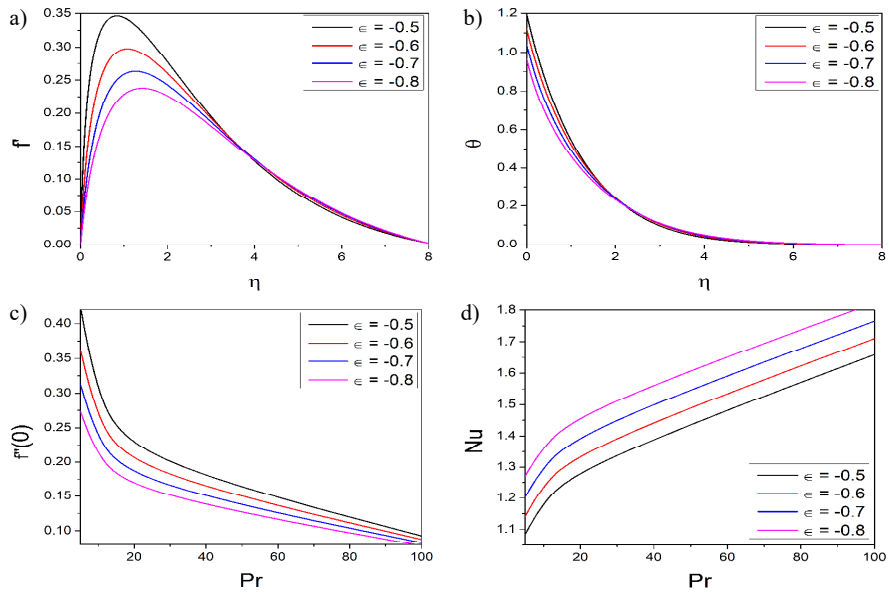 a)
0.35
0.30
0.25
0.20
0.15
0.10
0.05
0.00
f'
0 2 4 6 8
η
ϵ = -0.5
ϵ = -0.6
ϵ = -0.7
ϵ = -0.8
b)
1.2
1.0
0.8
0.6
0.4
0.2
0.0
θ
0 2 4 6 8
η
ϵ = -0.5
ϵ = -0.6
ϵ = -0.7
ϵ = -0.8
c)
0.40
0.35
0.30
0.25
0.20
0.15
0.10
f''(0)
20 40 60 80 100
Pr
ϵ = -0.5
ϵ = -0.6
ϵ = -0.7
ϵ = -0.8
d)
1.8
1.7
1.6
1.5
1.4
1.3
1.2
1.1
Nu
20 40 60 80 100
Pr
ϵ = -0.5
ϵ = -0.6
ϵ = -0.7
ϵ = -0.8